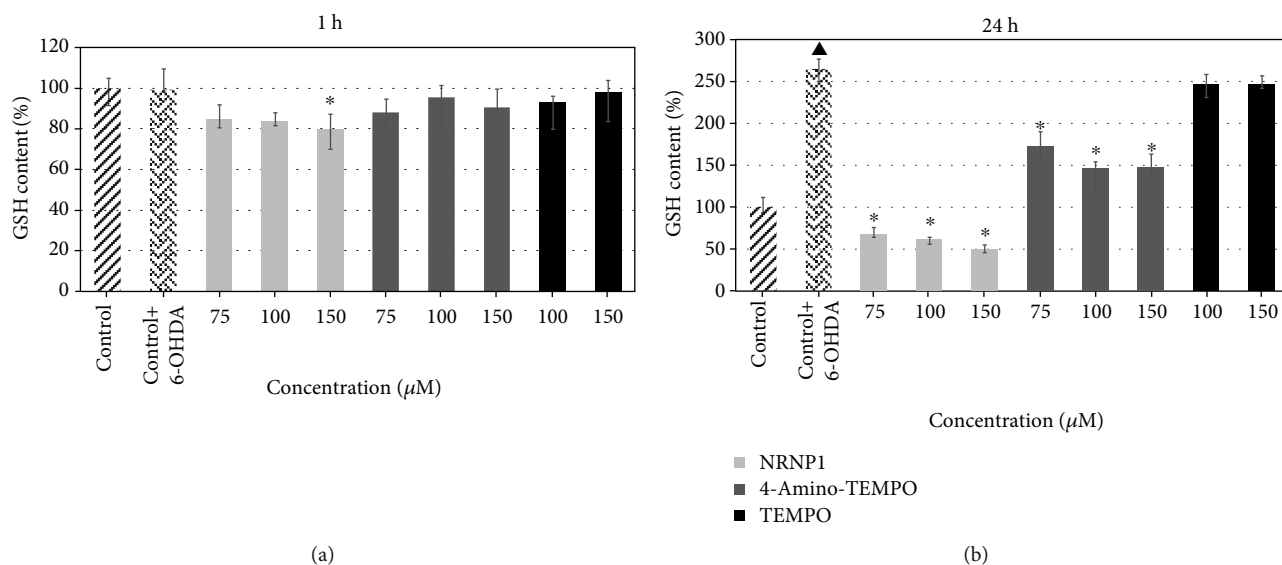 1 h
GSH content (%)
120
100
80
60
40
20
0
Control
Control+
6-OHDA
75
100
150
75
100
150
100
150
*
Concentration (μM)
(a)
24 h
GSH content (%)
300
250
200
150
100
50
0
Control
Control+
6-OHDA
75
100
150
75
100
150
100
150
*
*
*
*
*
*
Concentration (μM)
NRNP1
4-Amino-TEMPO
TEMPO
(b)